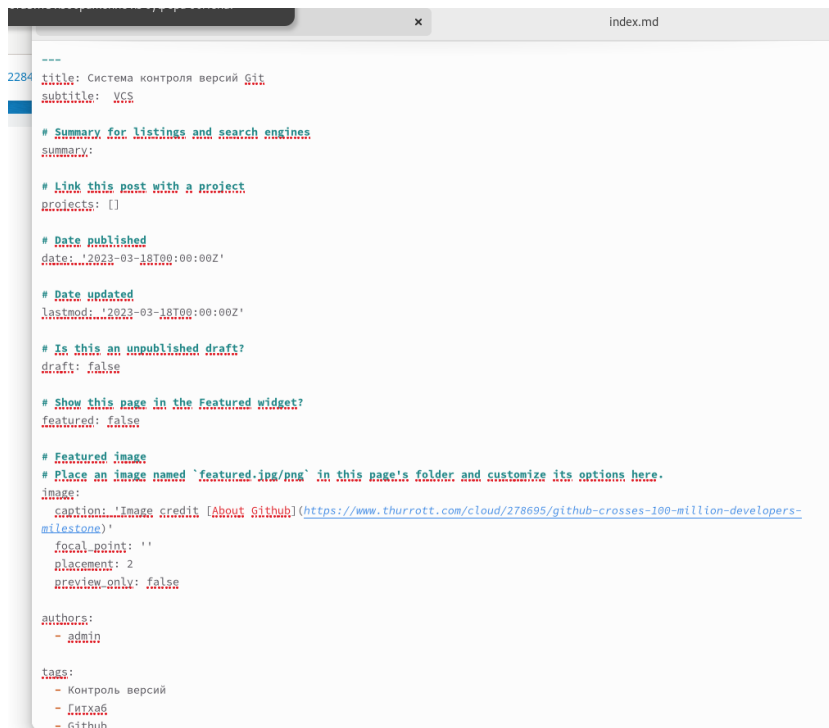 index.md
2284
---
title: Система контроля версий Git
subtitle:  VCS
# Summary for listings and search engines
summary:
# Link this post with a project
projects: []
# Date published
date: '2023-03-18T00:00:00Z'
# Date updated
lastmod: '2023-03-18T00:00:00Z'
# Is this an unpublished draft?
draft: false
# Show this page in the Featured widget?
featured: false
# Featured image
# Place an image named `featured.jpg/png` in this page's folder and customize its options here.
image:
  caption: 'Image credit [About Github](https://www.thurrott.com/cloud/278695/github-crosses-100-million-developers-
milestone)'
  focal_point: ''
  placement: 2
  preview_only: false
authors:
  - admin
tags:
  - Контроль версий
  - Гитхаб
  - Github